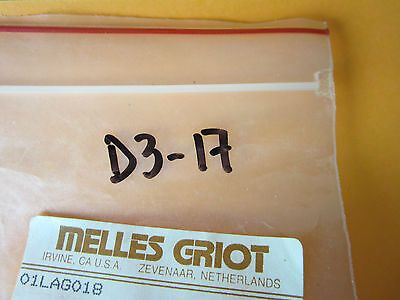 D3-17
MELLES GRIOT
IRVINE, CA U.S.A. ZEVENAAR, NETHERLANDS
01LAG018